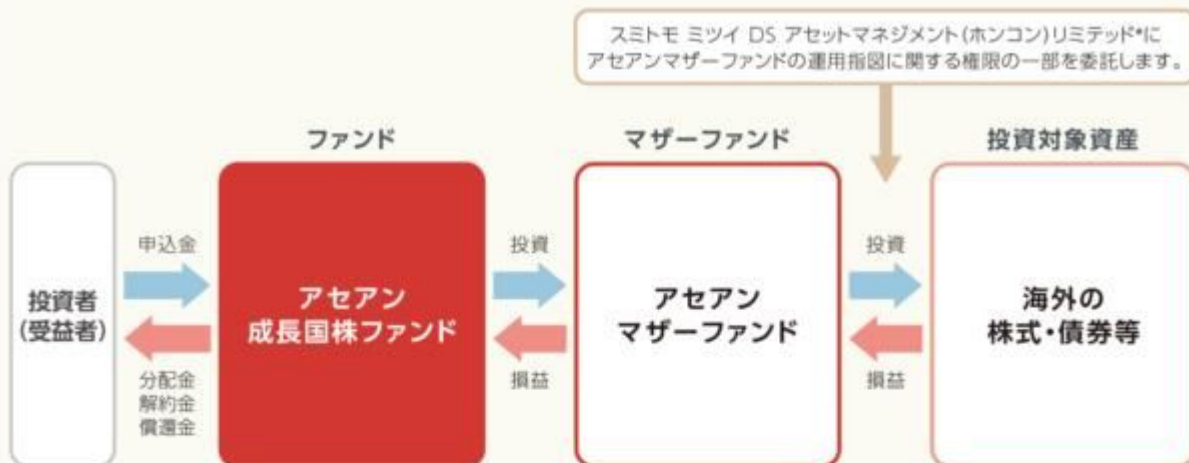 スミトモ ミツイ DS アセットマネジメント(ホンコン)リミテッド*に
アセアンマザーファンドの運用指図に関する権限の一部を委託します。
ファンド
マザーファンド
投資対象資産
投資者
(受益者)
申込金
分配金
解約金
償還金
アセアン
成長国株ファンド
投資
損益
アセアン
マザーファンド
投資
損益
海外の
株式・債券等